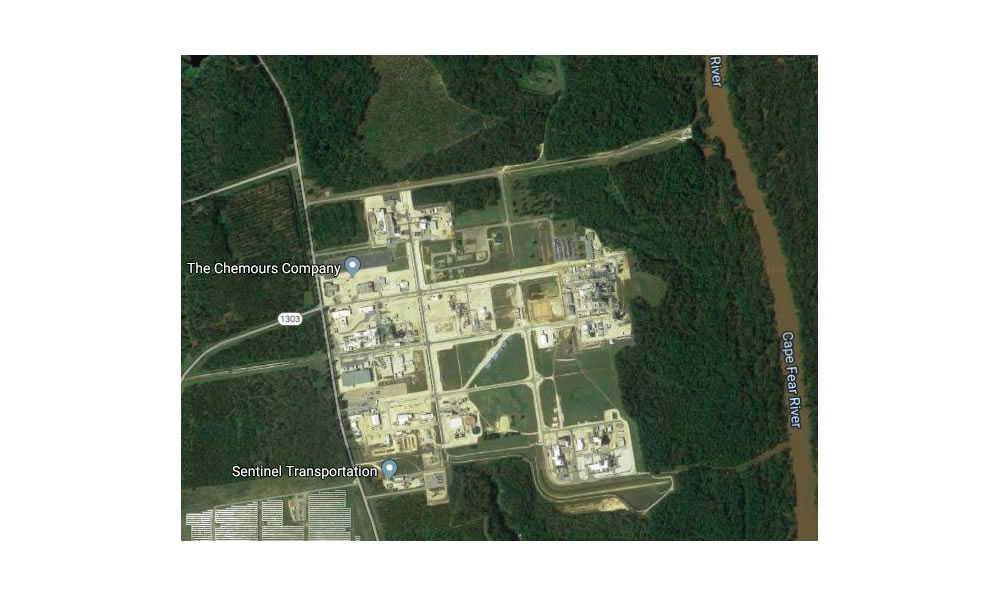 River
The Chemours Company
1303
Cape Fear River
Sentinel Transportation